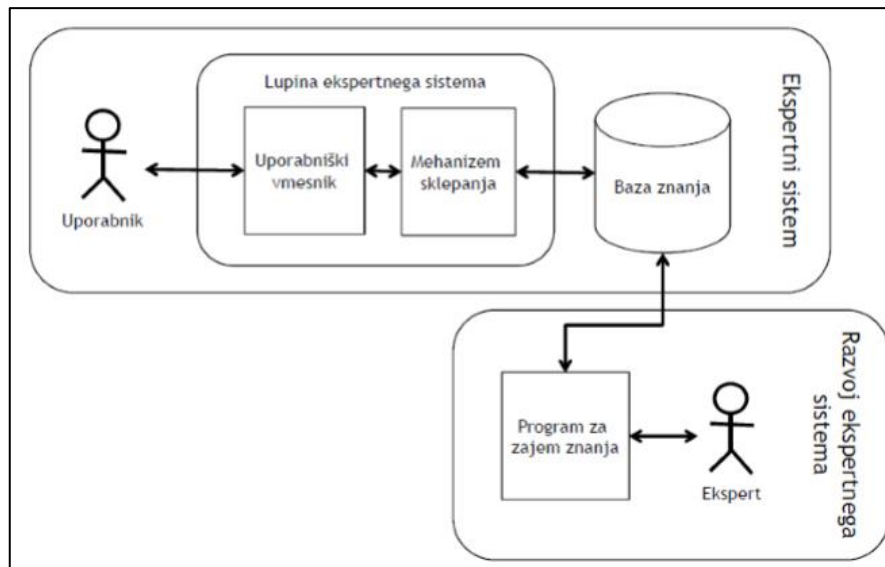 Lupina ekspertnega sistema
Uporabnik
Uporabniški
vmesnik
Mehanizem
sklepanja
Baza znanja
Ekspertni sistem
Program za
zajem znanja
Ekspert
Razvoj ekspertnega
sistema